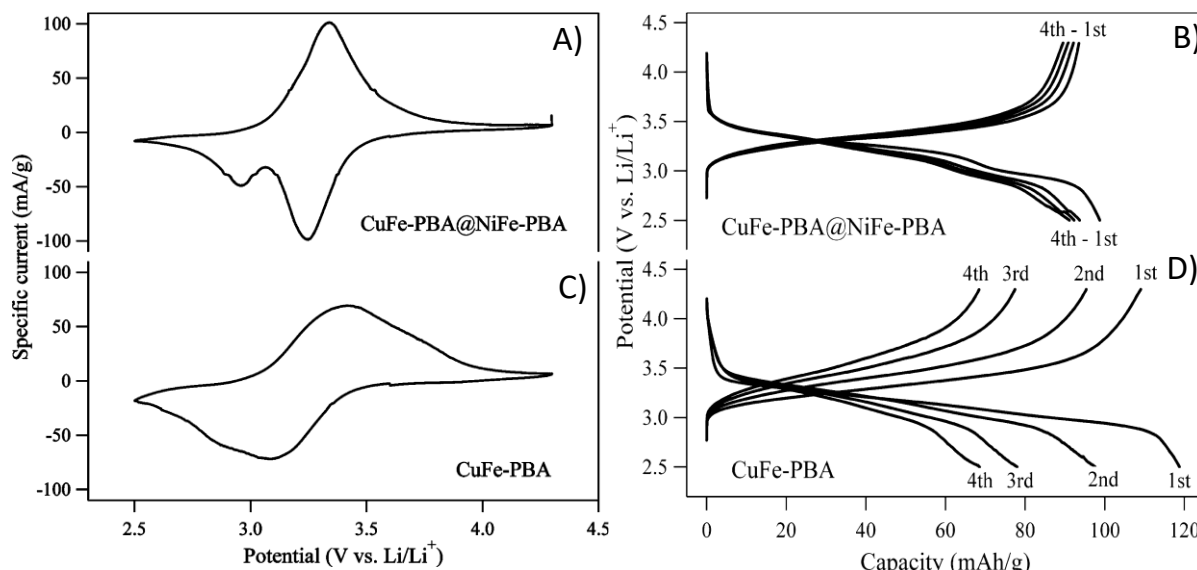 A)
100
50
0
-50
-100
CuFe-PBA@NiFe-PBA
C)
100
50
0
-50
-100
CuFe-PBA
Specific current (mA/g)
2.5 3.0 3.5 4.0 4.5
Potential (V vs. Li/Li+)
B)
4.5
4.0
3.5
3.0
2.5
4th - 1st
4th - 1st
CuFe-PBA@NiFe-PBA
D)
4.5
4.0
3.5
3.0
2.5
4th 3rd 2nd 1st
4th 3rd 2nd 1st
CuFe-PBA
Potential (V vs. Li/Li+)
0 20 40 60 80 100 120
Capacity (mAh/g)